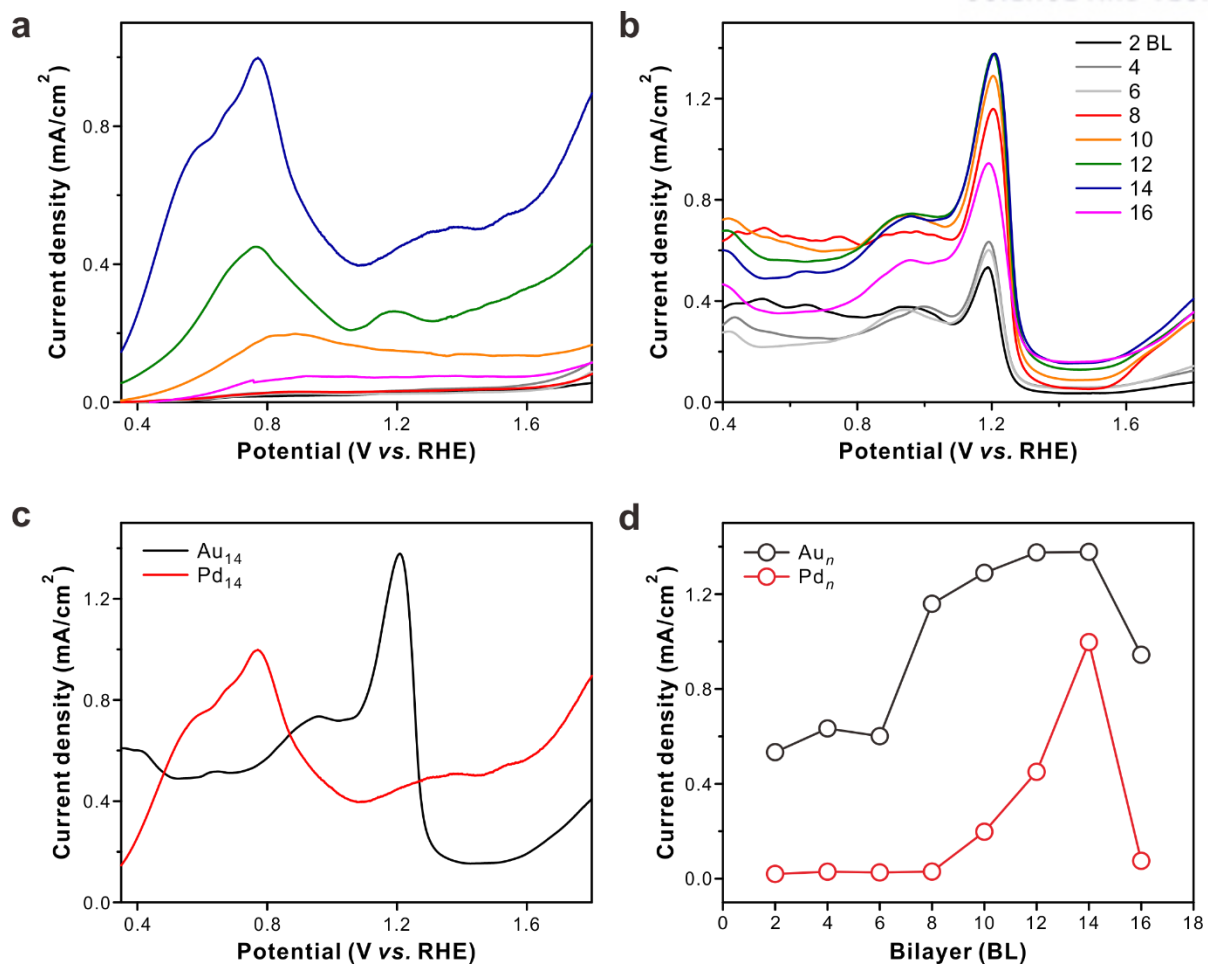 a
Current density (mA/cm²)
0.8
0.4
0.0
0.4
0.8
1.2
1.6
Potential (V vs. RHE)
b
Current density (mA/cm²)
1.2
0.8
0.4
0.0
0.4
0.8
1.2
1.6
Potential (V vs. RHE)
2 BL
4
6
8
10
12
14
16
c
Current density (mA/cm²)
1.2
0.8
0.4
0.0
0.4
0.8
1.2
1.6
Potential (V vs. RHE)
Au₁₄
Pd₁₄
d
Current density (mA/cm²)
1.2
0.8
0.4
0.0
0
2
4
6
8
10
12
14
16
18
Bilayer (BL)
Auₙ
Pdₙ